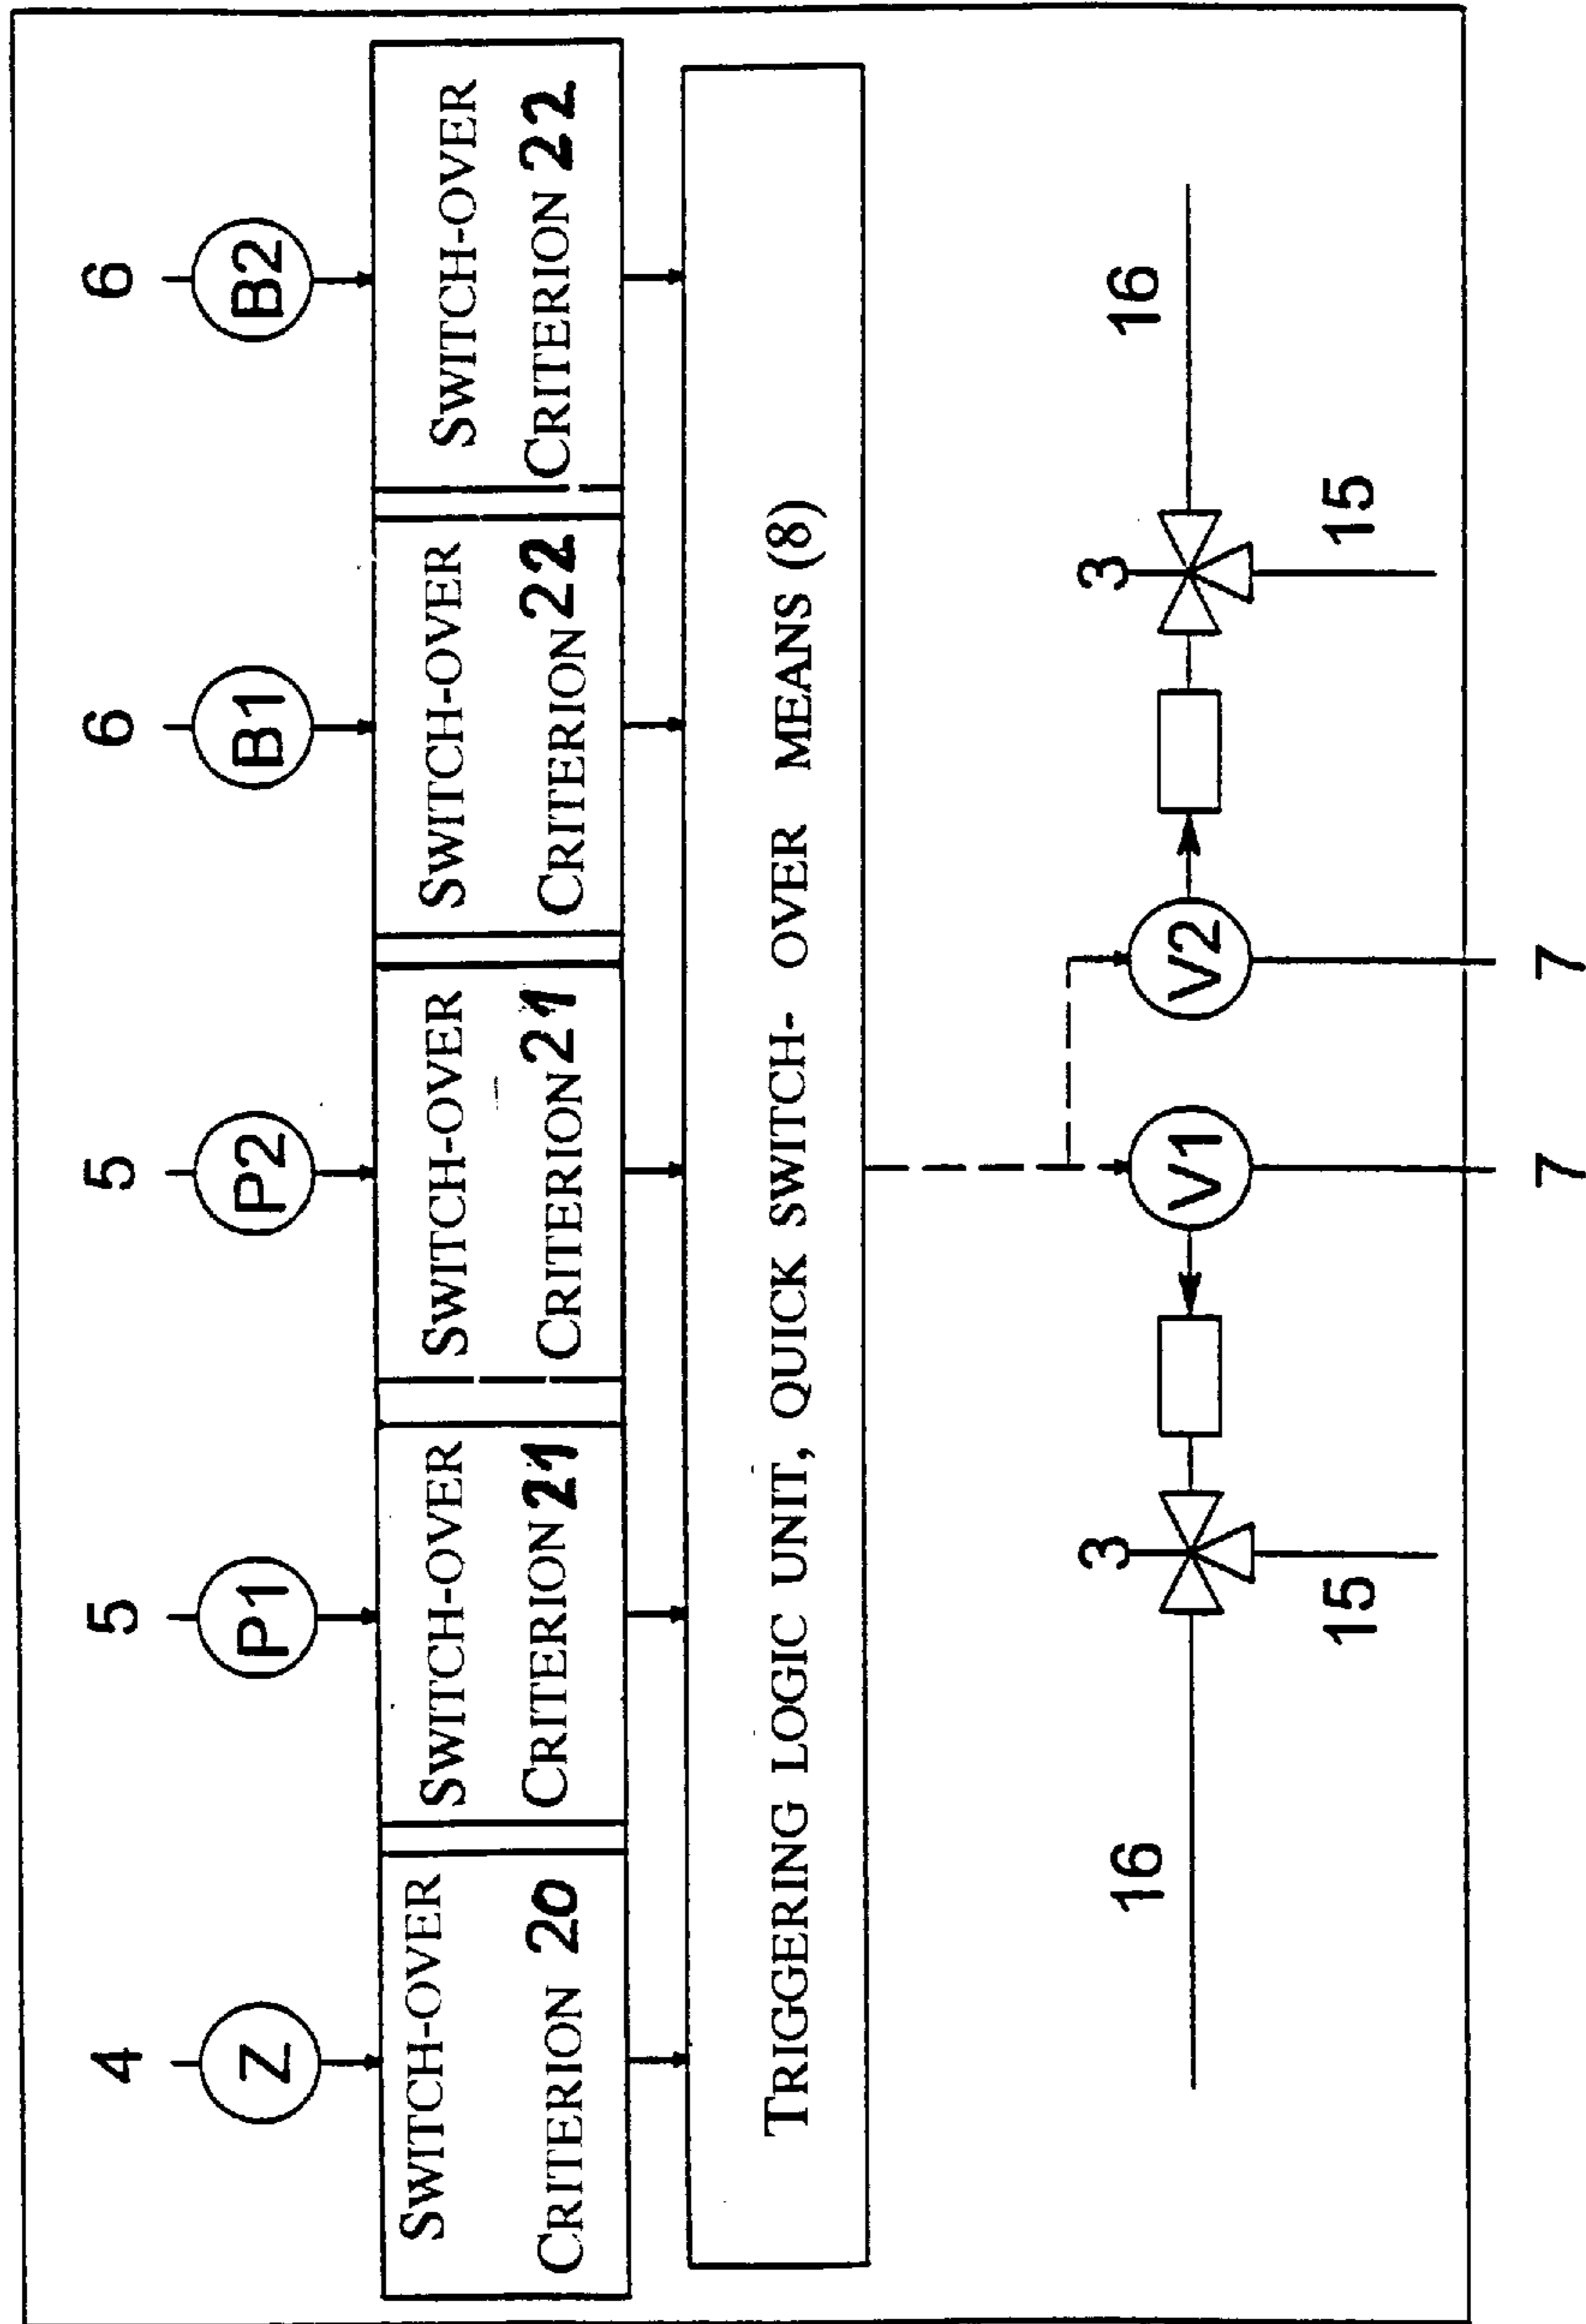 4 5 5 6 6
Z P1 P2 B1 B2
SWITCH-OVER SWITCH-OVER SWITCH-OVER SWITCH-OVER SWITCH-OVER
CRITERION 20 CRITERION 21 CRITERION 21 CRITERION 22 CRITERION 22
TRIGGERING LOGIC UNIT, QUICK SWITCH- OVER MEANS (8)
3 3
16 16
V1 V2
15 15
7 7